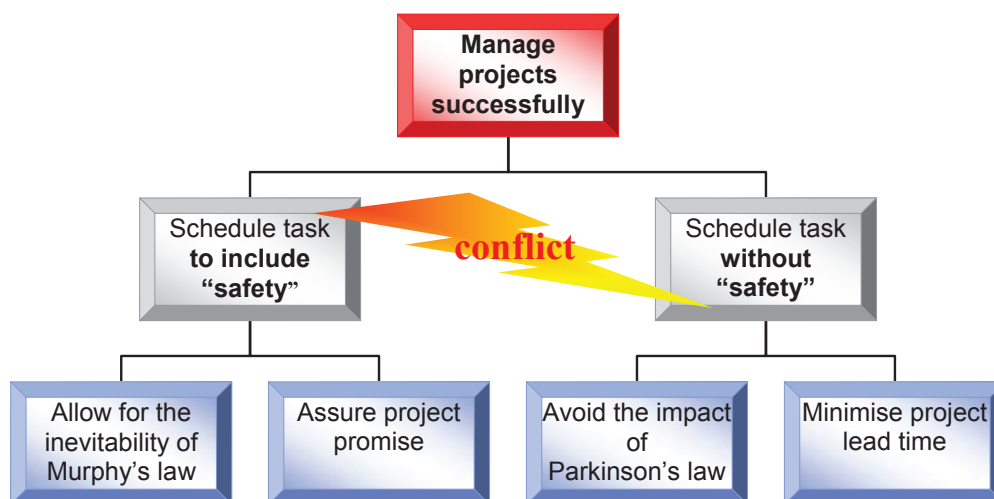 Manage
projects
successfully
Schedule task
to include
“safety”
conflict
Schedule task
without
“safety”
Allow for the
inevitability of
Murphy’s law
Assure project
promise
Avoid the impact
of
Parkinson’s law
Minimise project
lead time